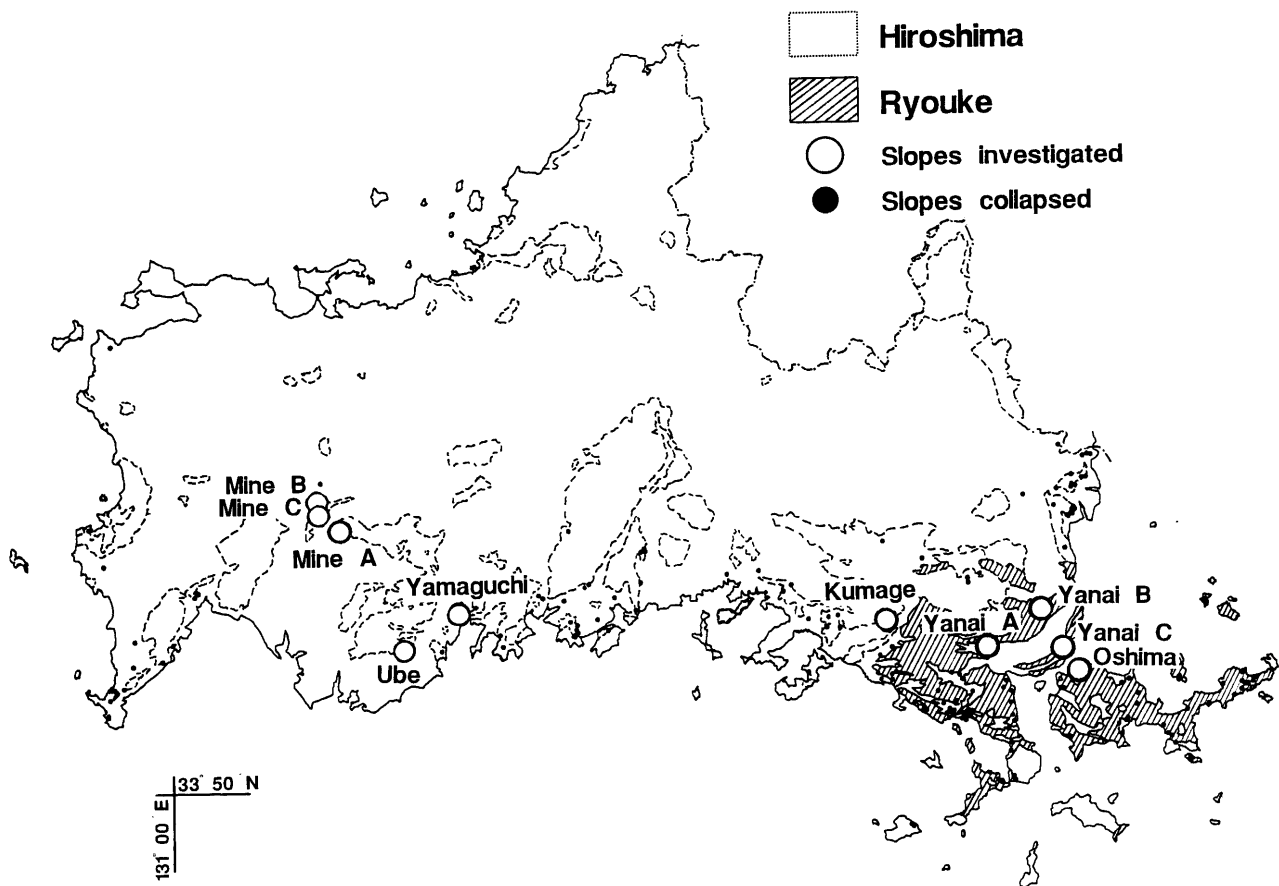 Hiroshima
Ryouke
Slopes investigated
Slopes collapsed
Mine B
Mine C
Mine A
Yamaguchi
Ube
Kumage
Yanai A
Yanai B
Yanai C
Oshima
33° 50' N
131° 00' E